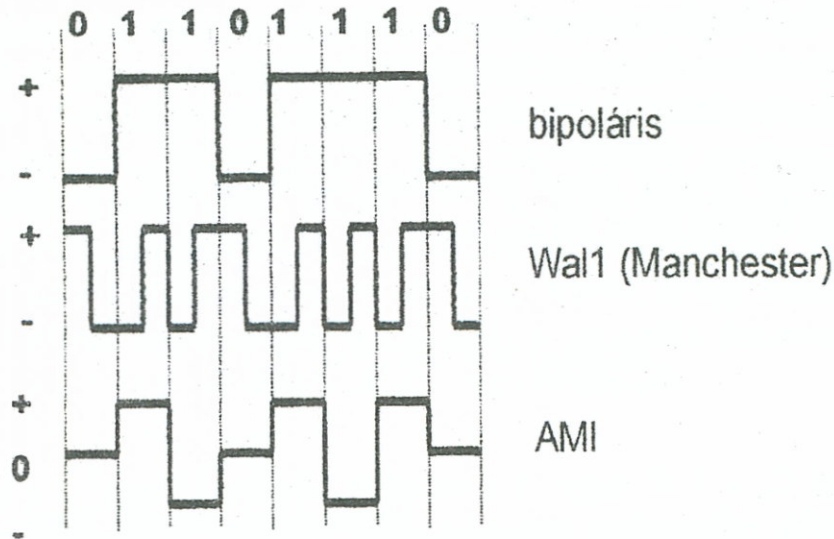 0 1 1 0 1 1 1 0
+
bipoláris
-
+
Wal1 (Manchester)
-
+
AMI
0
-